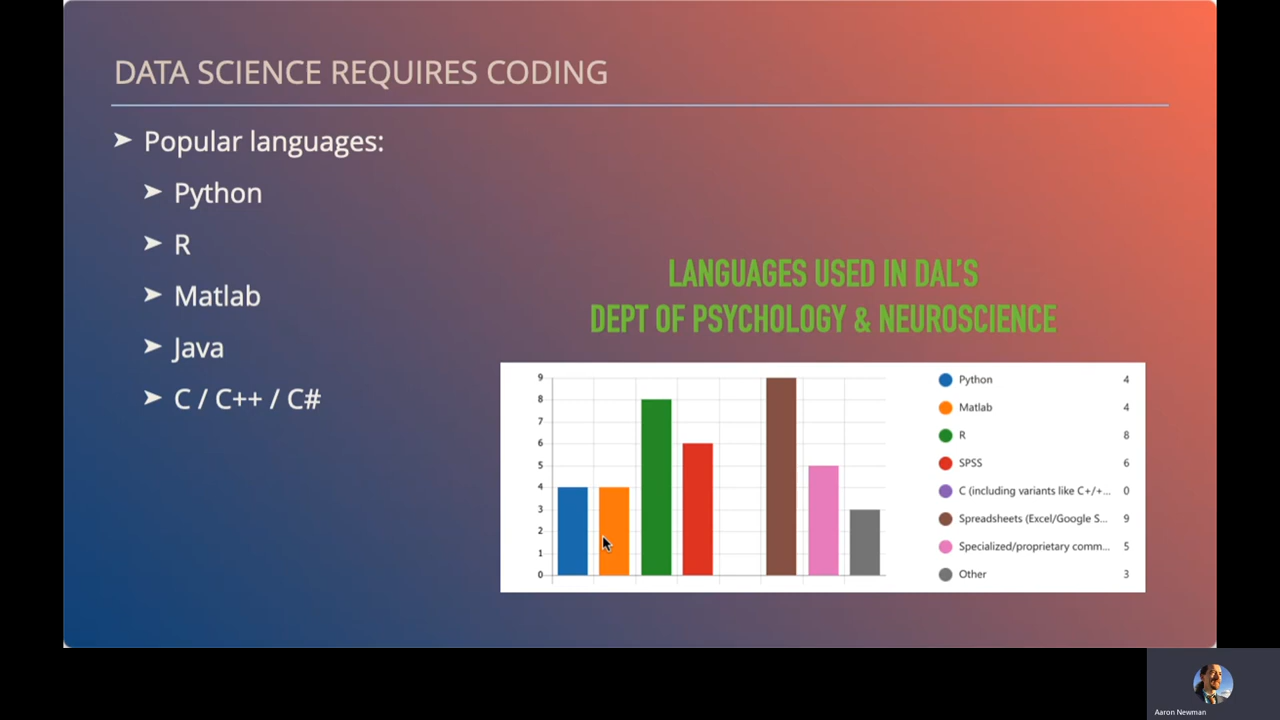 DATA SCIENCE REQUIRES CODING
➤ Popular languages:
➤ Python
➤ R
➤ Matlab
➤ Java
➤ C / C++ / C#
LANGUAGES USED IN DAL'S
DEPT OF PSYCHOLOGY & NEUROSCIENCE
9
8
7
6
5
4
3
2
1
0
Python 4
Matlab 4
R 8
SPSS 6
C (including variants like C+/+... 0
Spreadsheets (Excel/Google S... 9
Specialized/proprietary comm... 5
Other 3
Aaron Newman